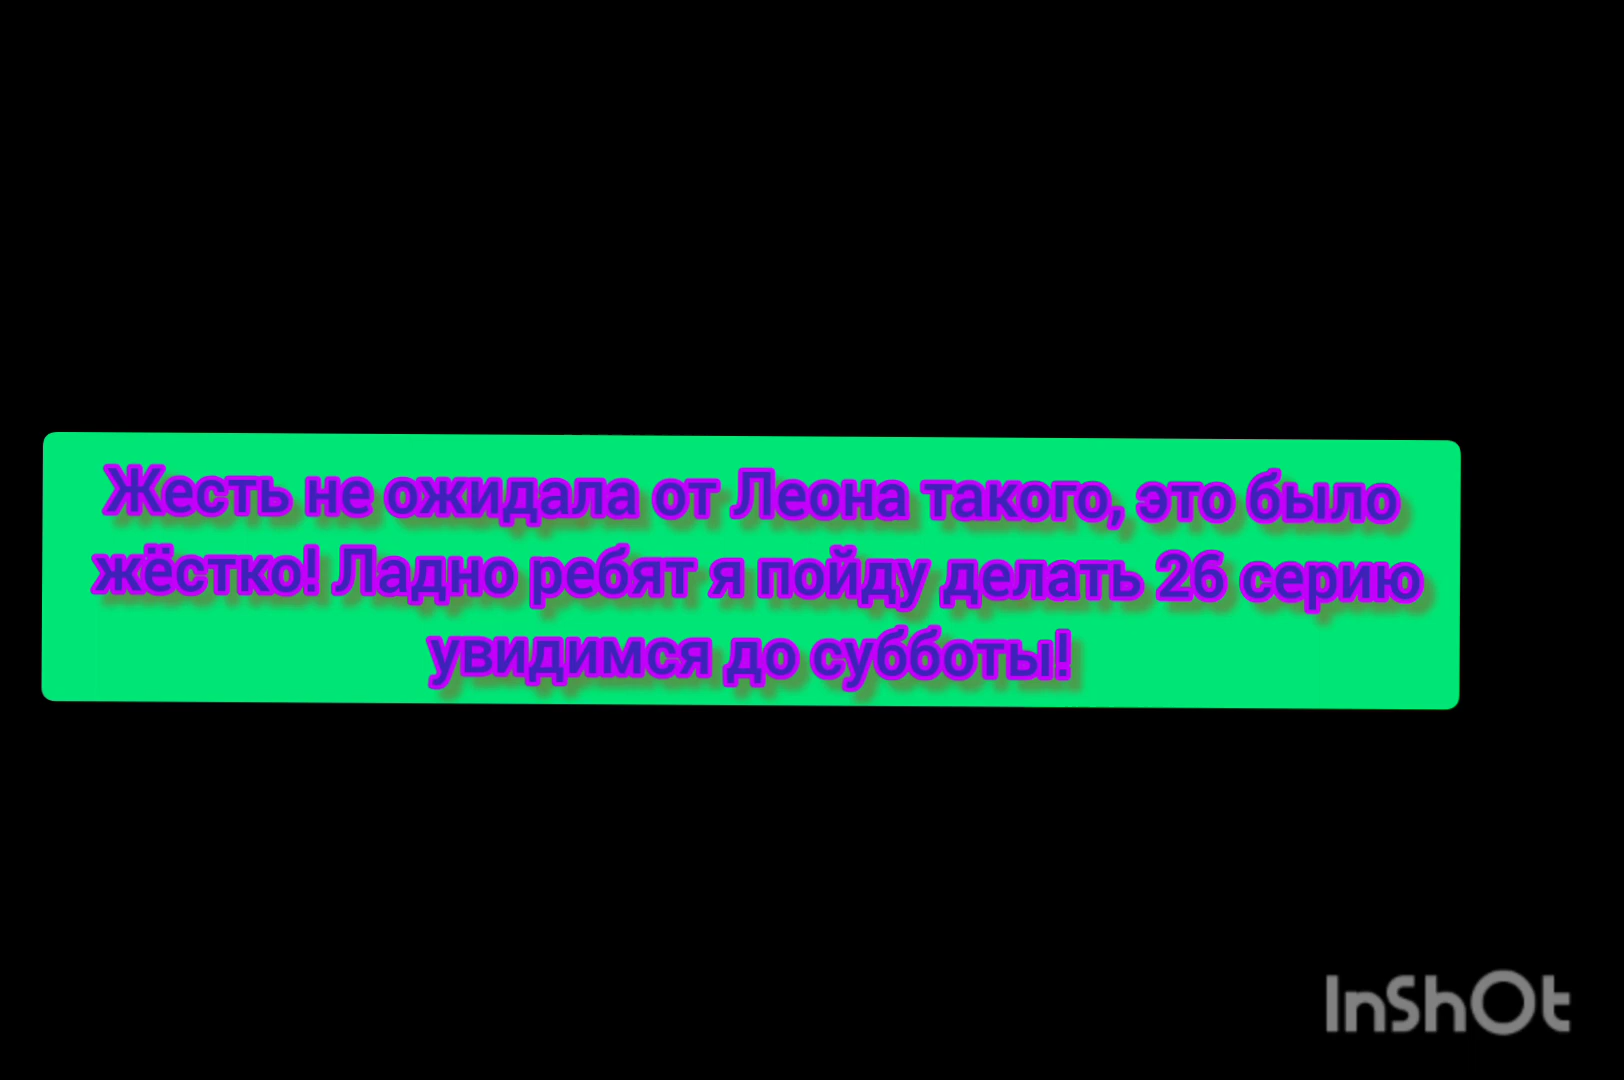 Жесть не ожидала от Леона такого, это было
жёстко! Ладно ребят я пойду делать 26 серию
увидимся до субботы!
InShOt